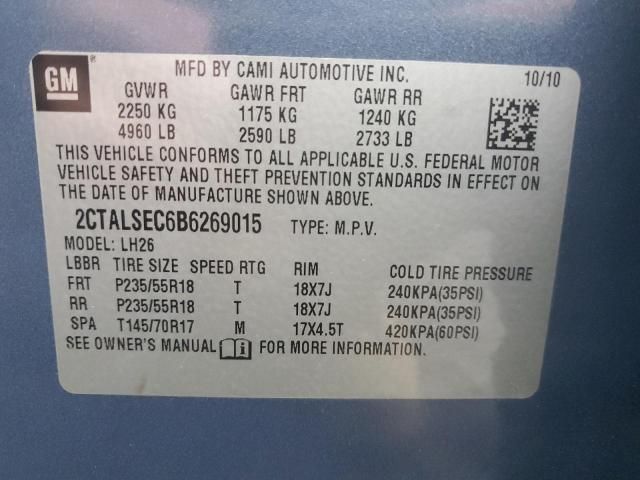 GM
MFD BY CAMI AUTOMOTIVE INC. 10/10
GVWR GAWR FRT GAWR RR
2250 KG 1175 KG 1240 KG
4960 LB 2590 LB 2733 LB
THIS VEHICLE CONFORMS TO ALL APPLICABLE U.S. FEDERAL MOTOR
VEHICLE SAFETY AND THEFT PREVENTION STANDARDS IN EFFECT ON
THE DATE OF MANUFACTURE SHOWN ABOVE.
2CTALSEC6B6269015 TYPE: M.P.V.
MODEL: LH26
LBBR TIRE SIZE SPEED RTG RIM COLD TIRE PRESSURE
FRT P235/55R18 T 18X7J 240KPA(35PSI)
RR P235/55R18 T 18X7J 240KPA(35PSI)
SPA T145/70R17 M 17X4.5T 420KPA(60PSI)
SEE OWNER'S MANUAL i FOR MORE INFORMATION.